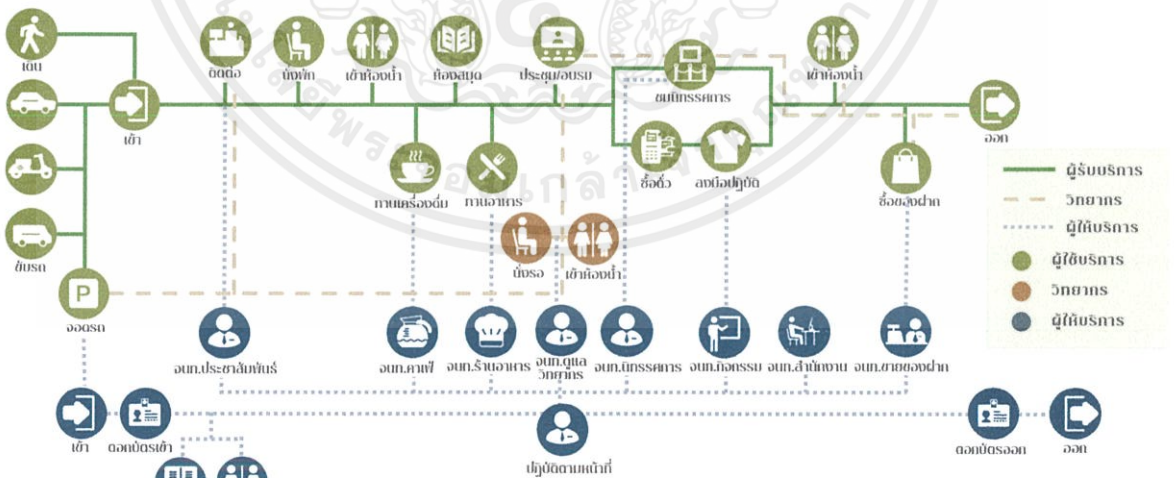 เดิน
ติดต่อ
นั่งพัก
เข้าห้องน้ำ
ห้องสมุด
ประชุม/อบรม
ชมนิทรรศการ
เข้าห้องน้ำ
เข้า
ออก
ทานเครื่องดื่ม
ทานอาหาร
ซื้อตั๋ว
ลงมือปฏิบัติ
ซื้อของฝาก
ขับรถ
นั่งรอ
เข้าห้องน้ำ
P
จอดรถ
ผู้รับบริการ
วิทยากร
ผู้ให้บริการ
ผู้ใช้บริการ
วิทยากร
ผู้ให้บริการ
จนท.ประชาสัมพันธ์
จนท.คาเฟ่
จนท.ร้านอาหาร
จนท.ดูแล
วิทยากร
จนท.นิทรรศการ
จนท.กิจกรรม
จนท.สำนักงาน
จนท.ขายของฝาก
เข้า
ตอกบัตรเข้า
ปฏิบัติตามหน้าที่
ตอกบัตรออก
ออก